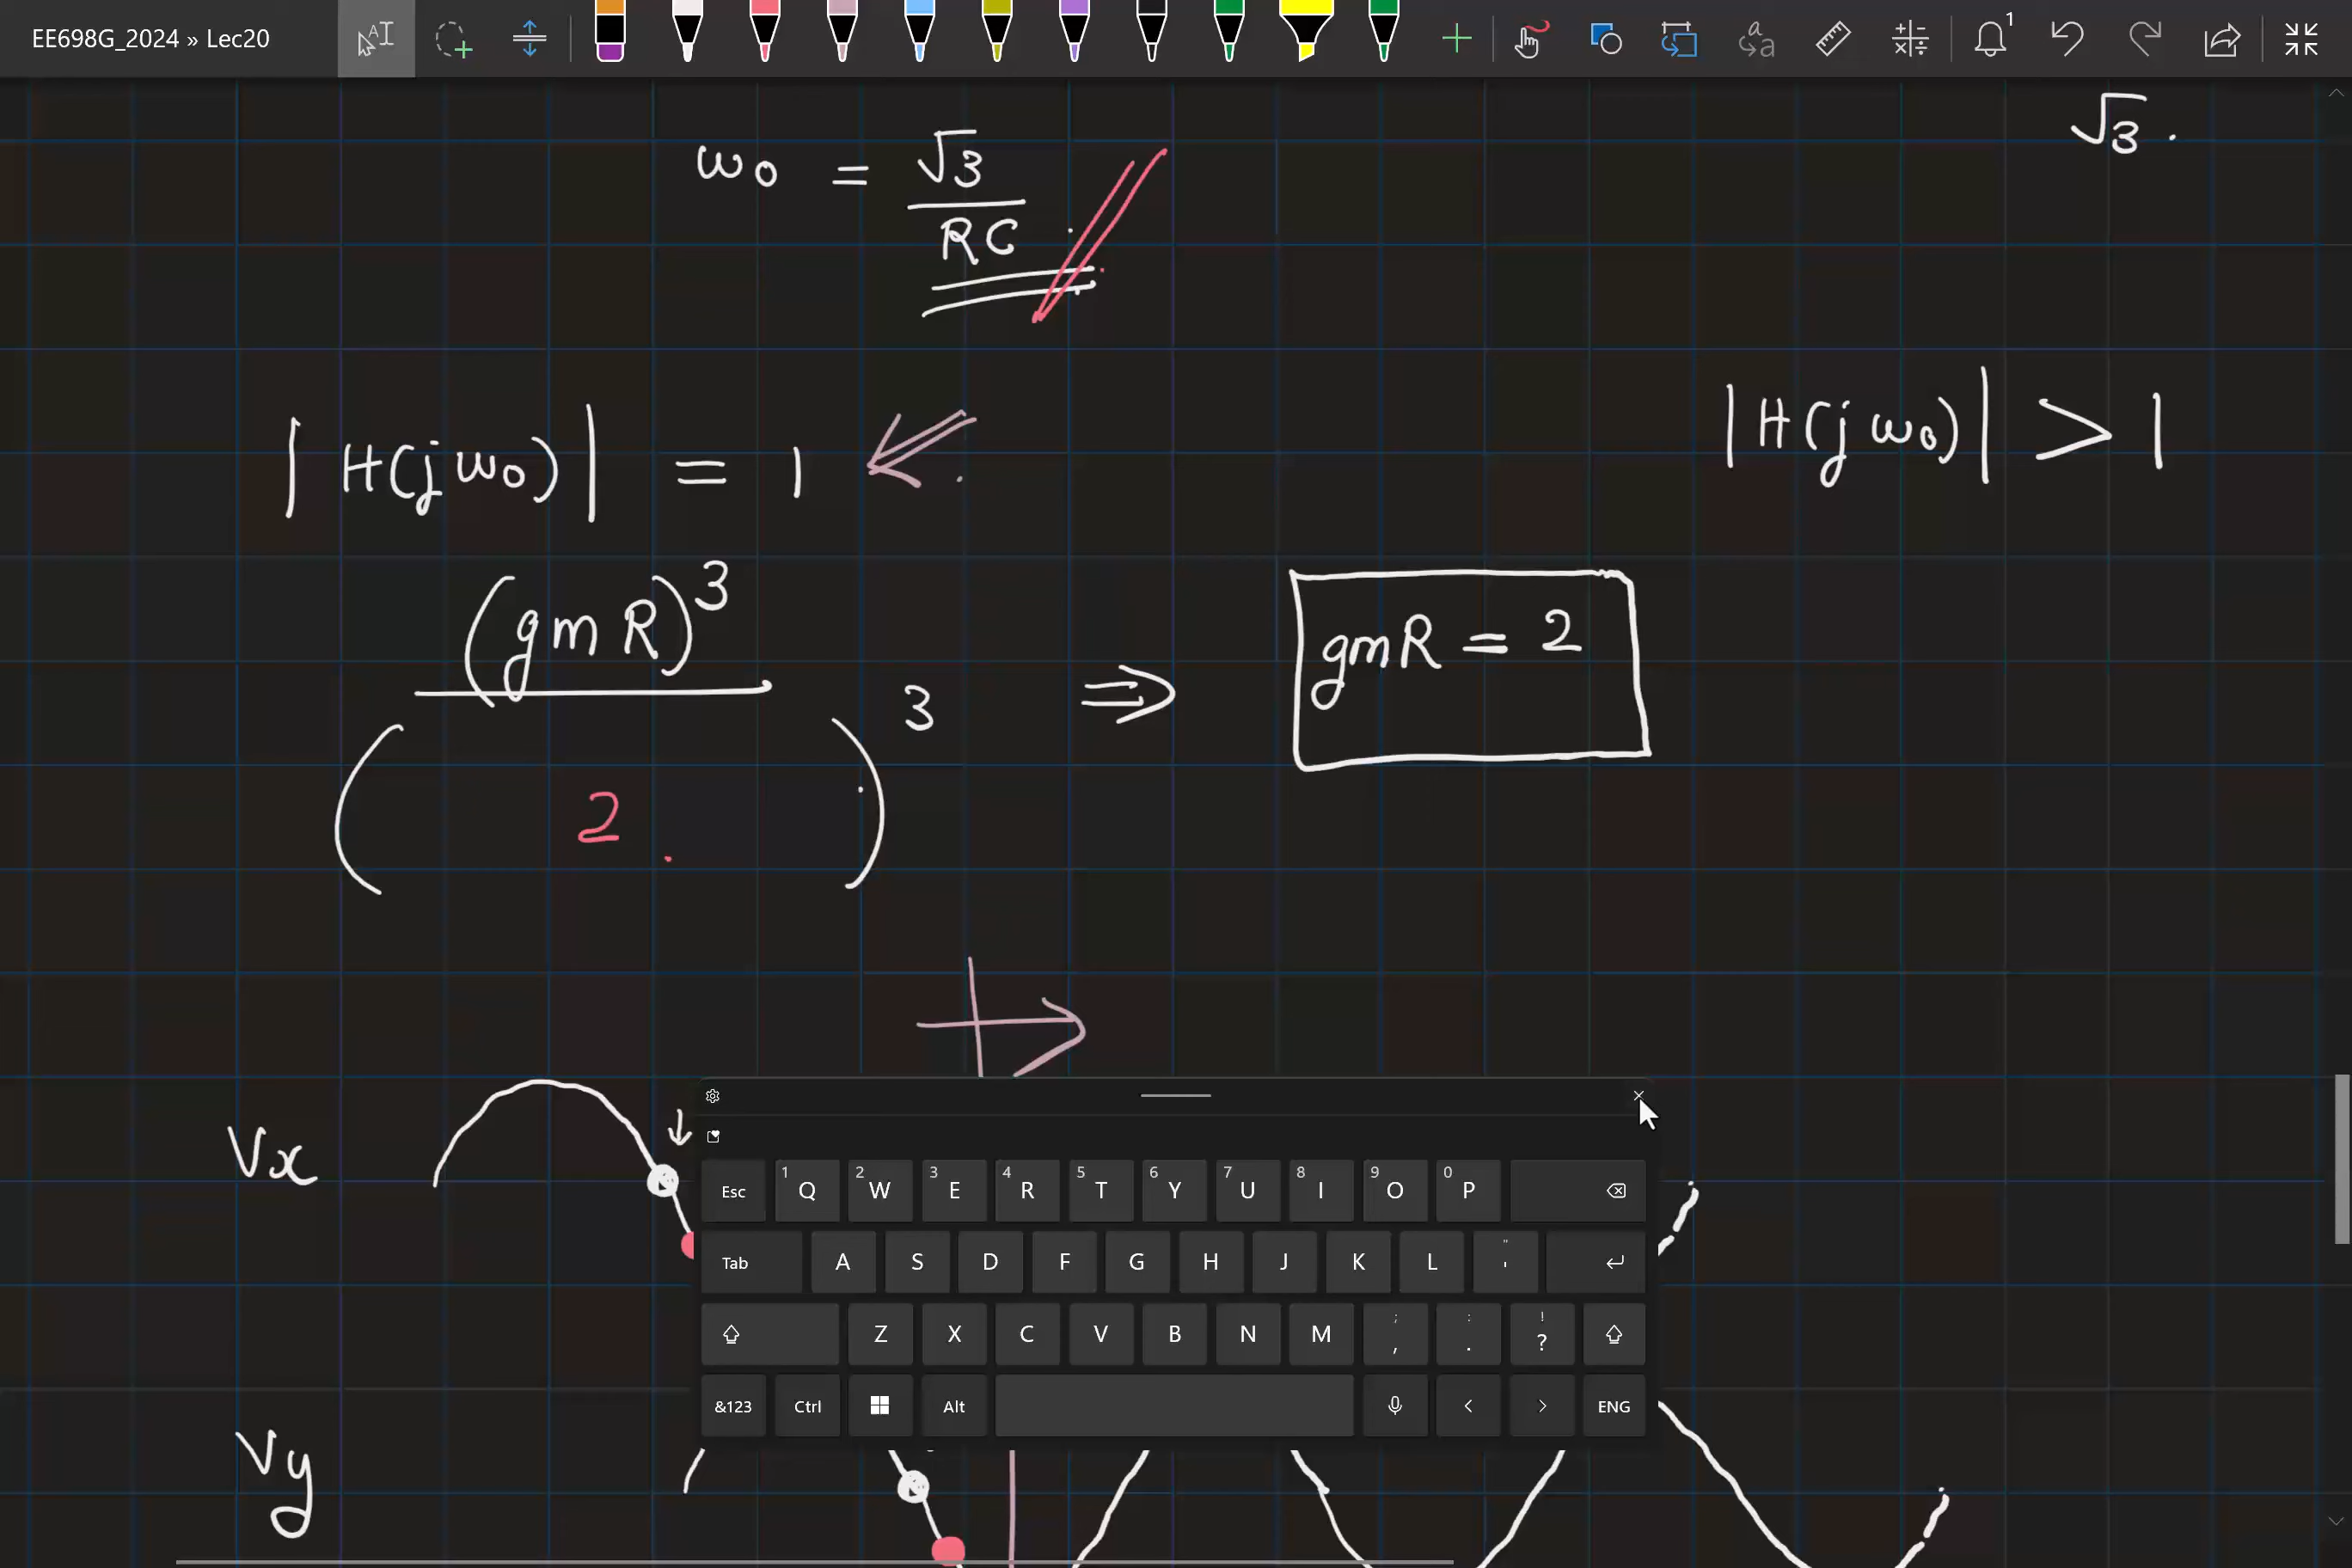 EE698G_2024 » Lec20
√3 .
ω0 = √3 / RC
|H(jω0)| = 1
|H(jω0)| > 1
(gmR)^3 / (2)^3 ⇒ gmR = 2
Vx
Esc 1 Q 2 W 3 E 4 R 5 T 6 Y 7 U 8 I 9 O 0 P
Tab A S D F G H J K L " '
Z X C V B N M ; , : . ! ?
&123 Ctrl Alt < > ENG
Vy